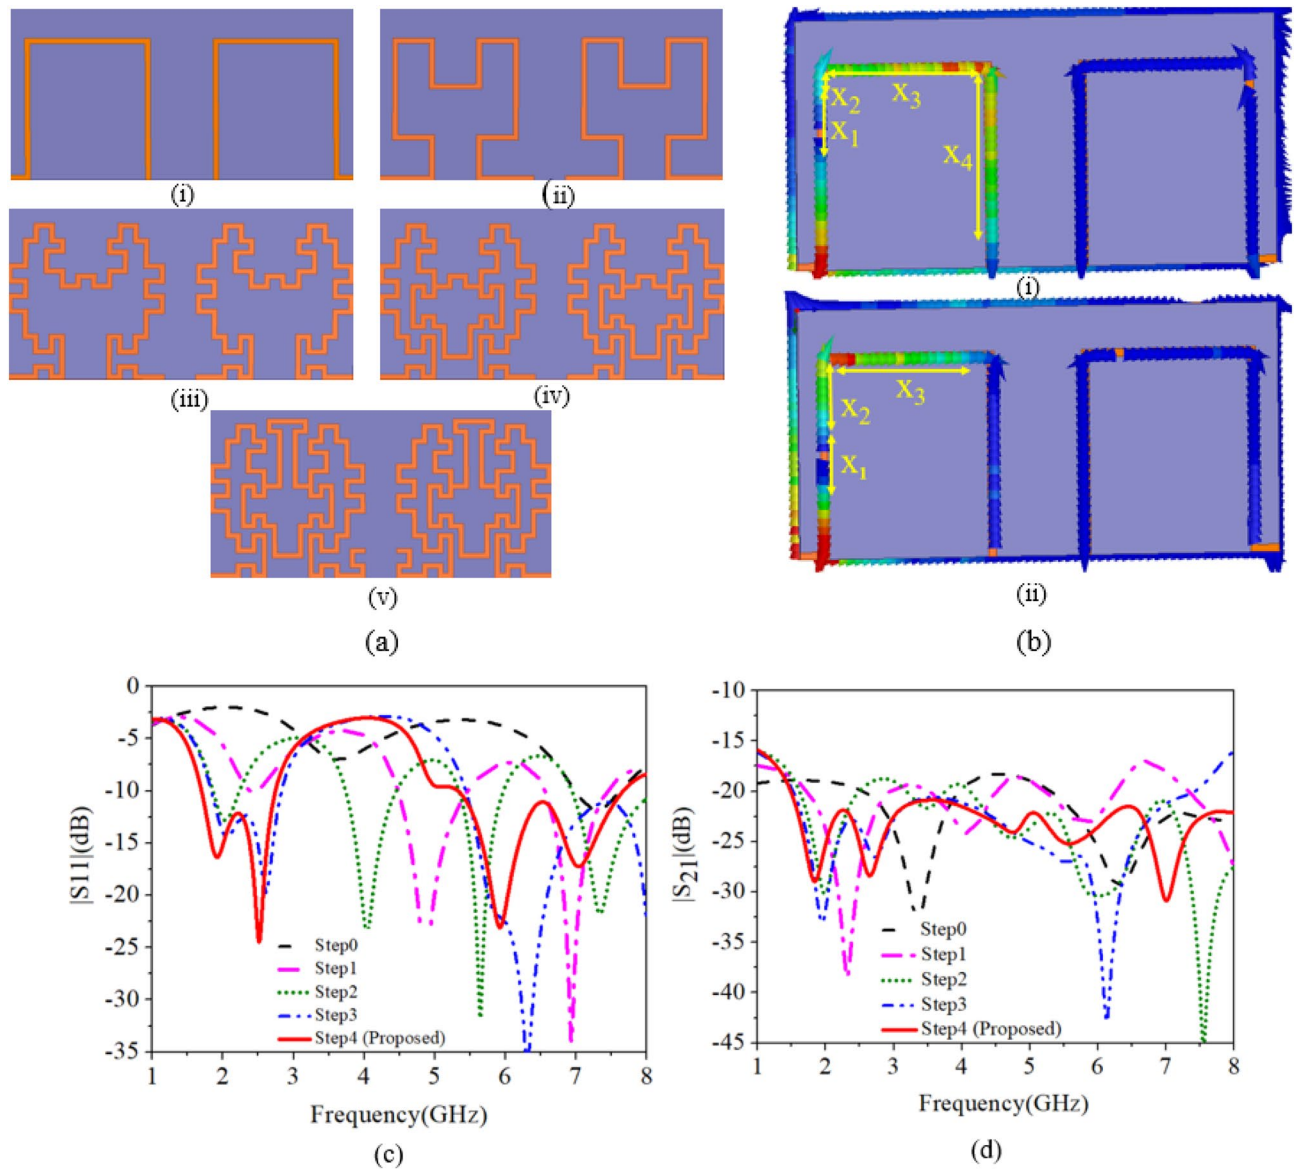 (i)
(ii)
(iii)
(iv)
(v)
(a)
X2
X3
X1
X4
(i)
X3
X2
X1
(ii)
(b)
0
-5
-10
-15
-20
-25
-30
-35
|S11|(dB)
Step0
Step1
Step2
Step3
Step4 (Proposed)
1 2 3 4 5 6 7 8
Frequency(GHz)
(c)
-10
-15
-20
-25
-30
-35
-40
-45
|S21|(dB)
Step0
Step1
Step2
Step3
Step4 (Proposed)
1 2 3 4 5 6 7 8
Frequency(GHz)
(d)